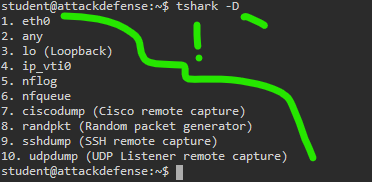 student@attackdefense:~$ tshark -D
1. eth0
2. any
3. lo (Loopback)
4. ip_vti0
5. nflog
6. nfqueue
7. ciscodump (Cisco remote capture)
8. randpkt (Random packet generator)
9. sshdump (SSH remote capture)
10. udpdump (UDP Listener remote capture)
student@attackdefense:~$